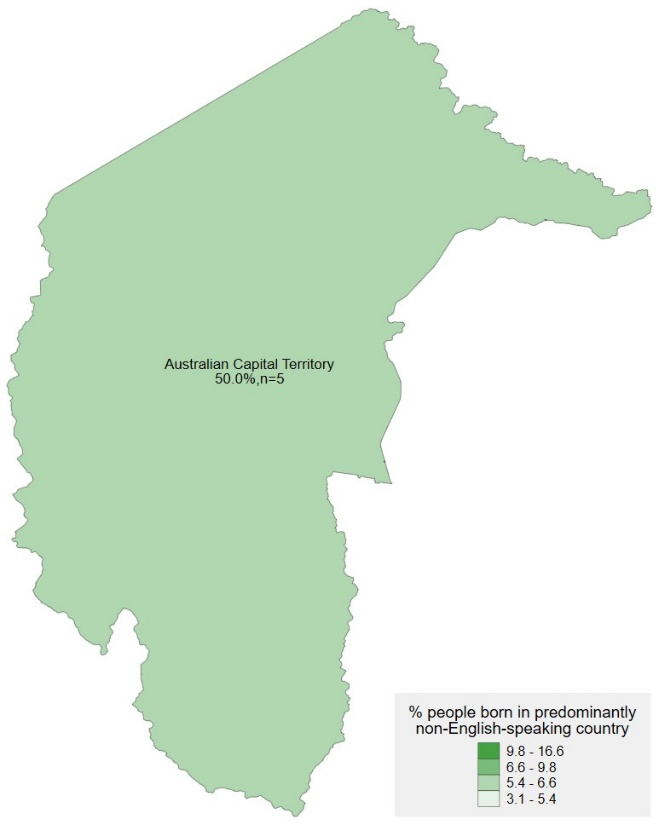 Australian Capital Territory
50.0%,n=5
% people born in predominantly
non-English-speaking country
9.8 - 16.6
6.6 - 9.8
5.4 - 6.6
3.1 - 5.4